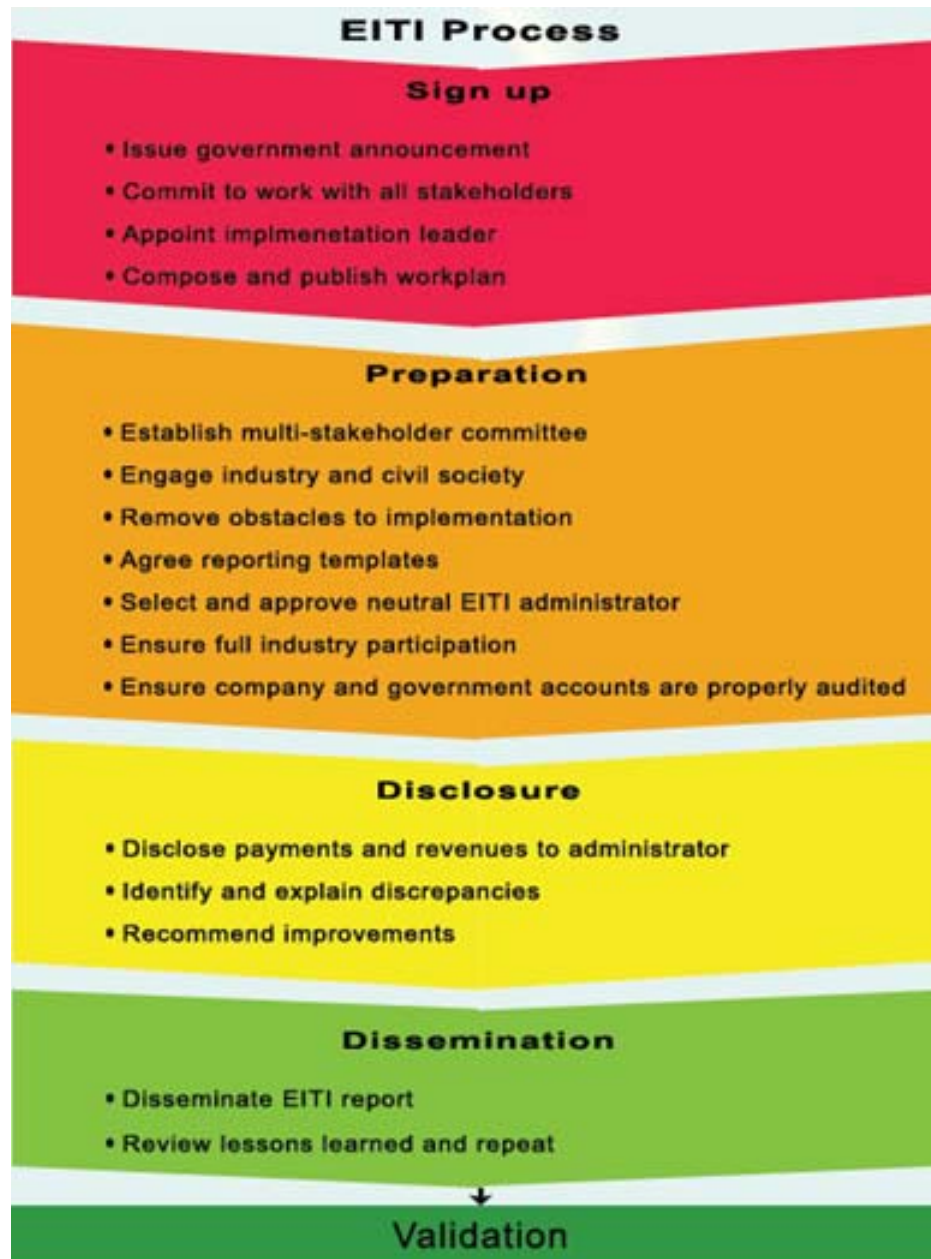 EITI Process
Sign up
• Issue government announcement
• Commit to work with all stakeholders
• Appoint implmenetation leader
• Compose and publish workplan
Preparation
• Establish multi-stakeholder committee
• Engage industry and civil society
• Remove obstacles to implementation
• Agree reporting templates
• Select and approve neutral EITI administrator
• Ensure full industry participation
• Ensure company and government accounts are properly audited
Disclosure
• Disclose payments and revenues to administrator
• Identify and explain discrepancies
• Recommend improvements
Dissemination
• Disseminate EITI report
• Review lessons learned and repeat
Validation